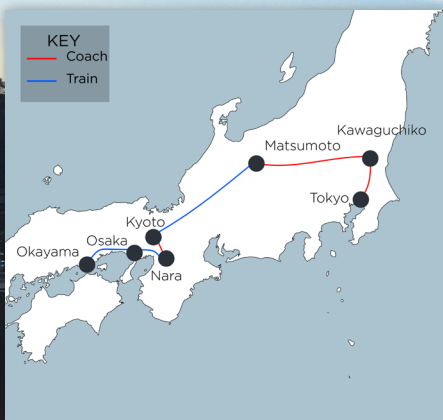 KEY
Coach
Train
Kawaguchiko
Matsumoto
Tokyo
Kyoto
Osaka
Okayama
Nara